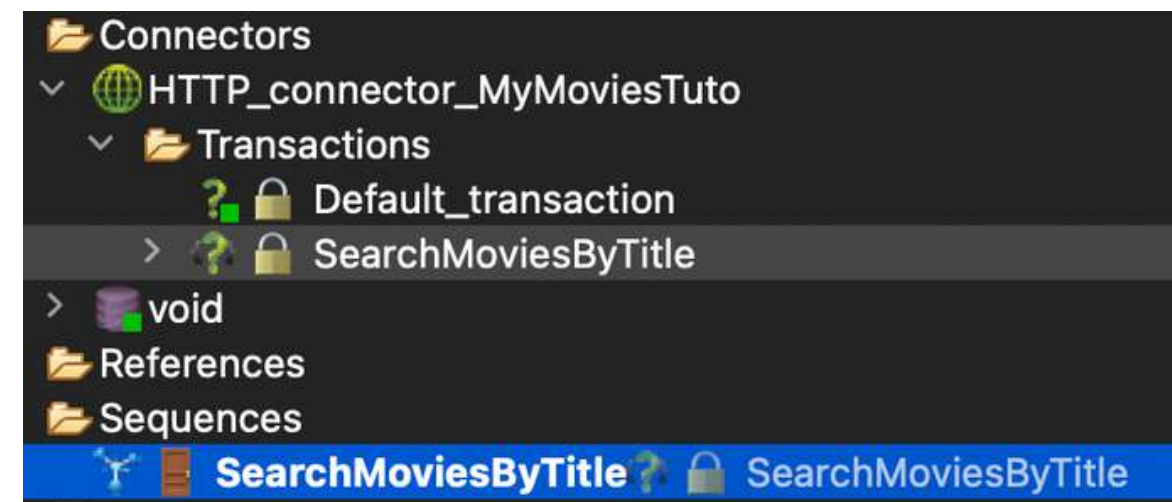 Connectors
HTTP_connector_MyMoviesTuto
Transactions
Default_transaction
SearchMoviesByTitle
void
References
Sequences
SearchMoviesByTitle SearchMoviesByTitle